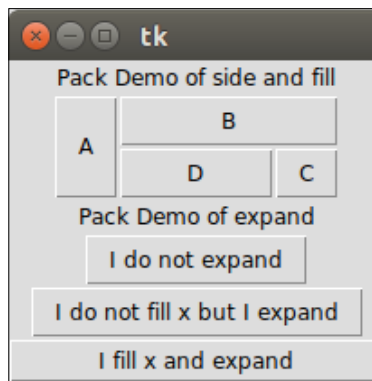 tk
Pack Demo of side and fill
A
B
D
C
Pack Demo of expand
I do not expand
I do not fill x but I expand
I fill x and expand